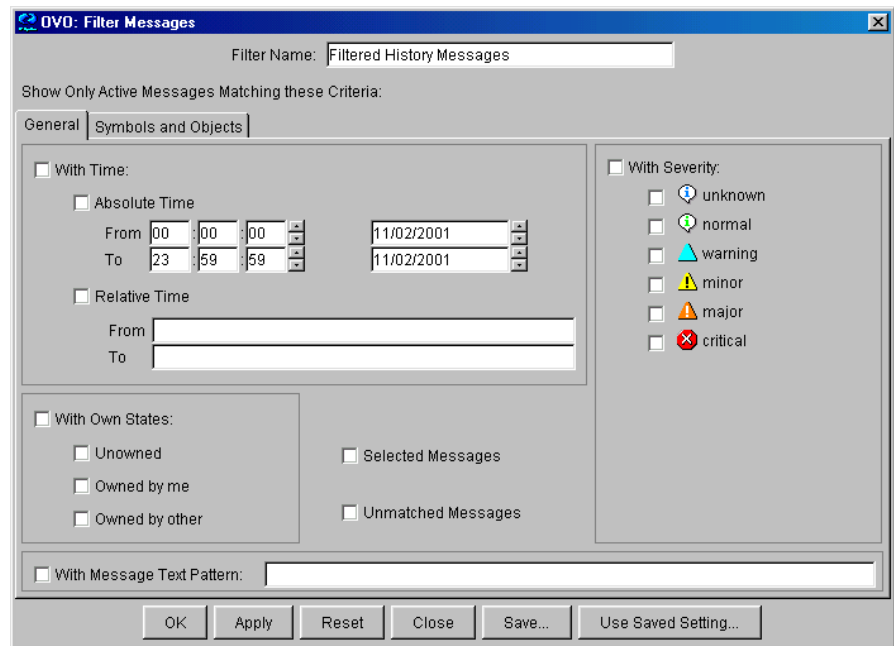 OVO: Filter Messages
Filter Name: Filtered History Messages
Show Only Active Messages Matching these Criteria:
General Symbols and Objects
With Time:
Absolute Time
From 00 :00 :00 11/02/2001
To 23 :59 :59 11/02/2001
Relative Time
From
To
With Severity:
unknown
normal
warning
minor
major
critical
With Own States:
Unowned
Owned by me
Owned by other
Selected Messages
Unmatched Messages
With Message Text Pattern:
OK Apply Reset Close Save... Use Saved Setting...